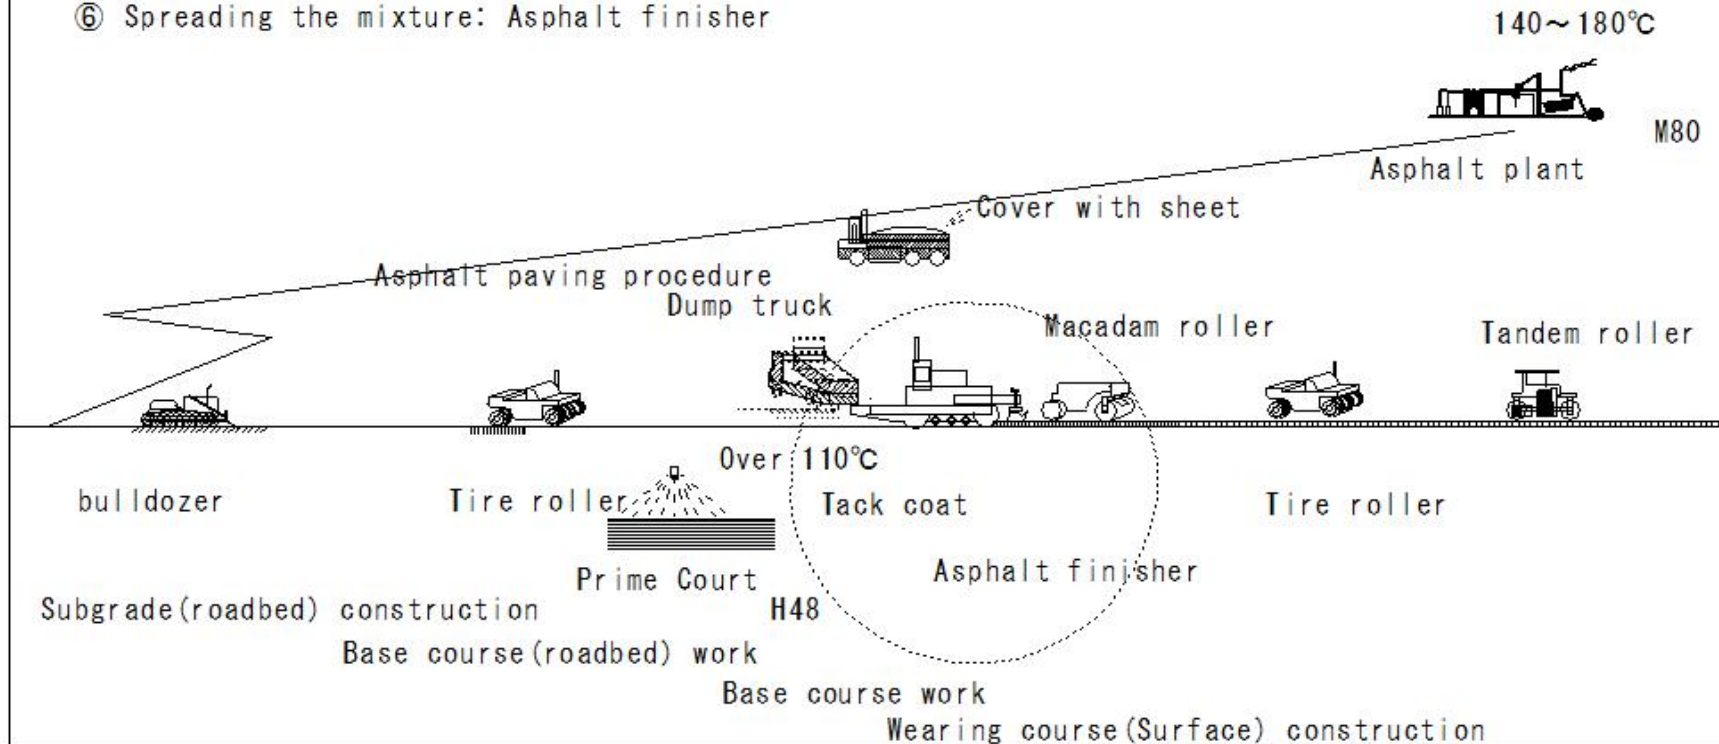 ⑥ Spreading the mixture: Asphalt finisher
140～180℃
M80
Asphalt plant
Cover with sheet
Asphalt paving procedure
Dump truck
Macadam roller
Tandem roller
Over 110℃
bulldozer
Tire roller
Tack coat
Tire roller
Prime Court
Asphalt finisher
Subgrade(roadbed) construction
H48
Base course(roadbed) work
Base course work
Wearing course(Surface) construction